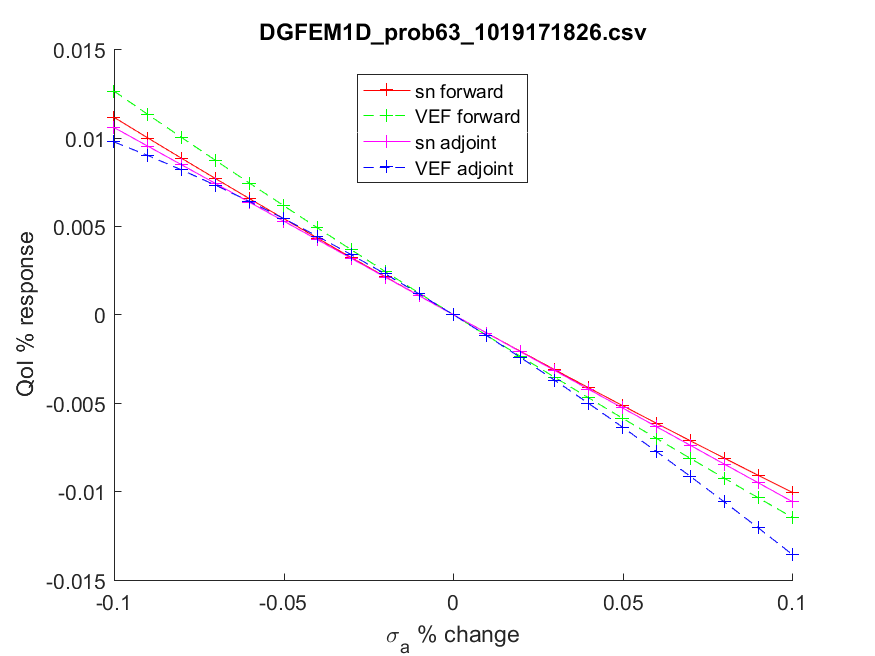 DGFEM1D_prob63_1019171826.csv
sn forward
VEF forward
sn adjoint
VEF adjoint
QoI % response
0.015
0.01
0.005
0
-0.005
-0.01
-0.015
-0.1
-0.05
0
0.05
0.1
σa % change